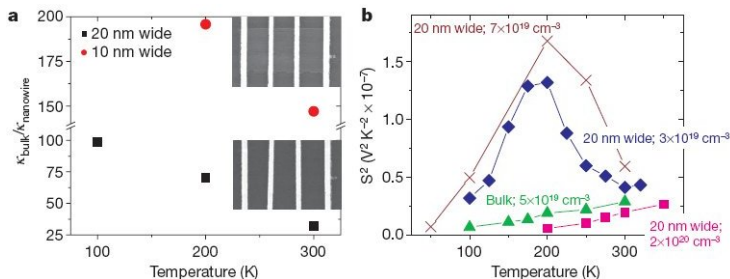 a
200
175
150
125
100
75
50
25
κbulk/κnanowire
20 nm wide
10 nm wide
100
200
300
Temperature (K)
b
1.5
1.0
0.5
0.0
S² (V² K⁻² × 10⁻⁷)
20 nm wide; 7×10¹⁹ cm⁻³
20 nm wide; 3×10¹⁹ cm⁻³
Bulk; 5×10¹⁹ cm⁻³
20 nm wide;
2×10²⁰ cm⁻³
100
200
300
Temperature (K)